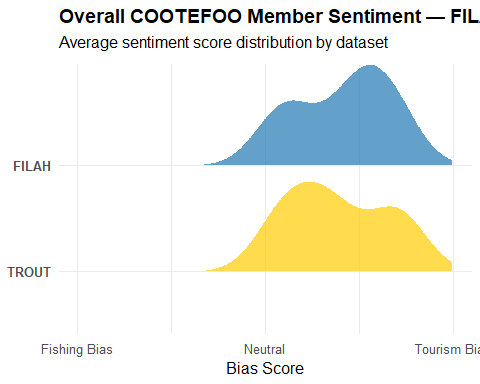 Overall COOTEFOO Member Sentiment — FIL
Average sentiment score distribution by dataset
FILAH
TROUT
Fishing Bias
Neutral
Tourism Bia
Bias Score